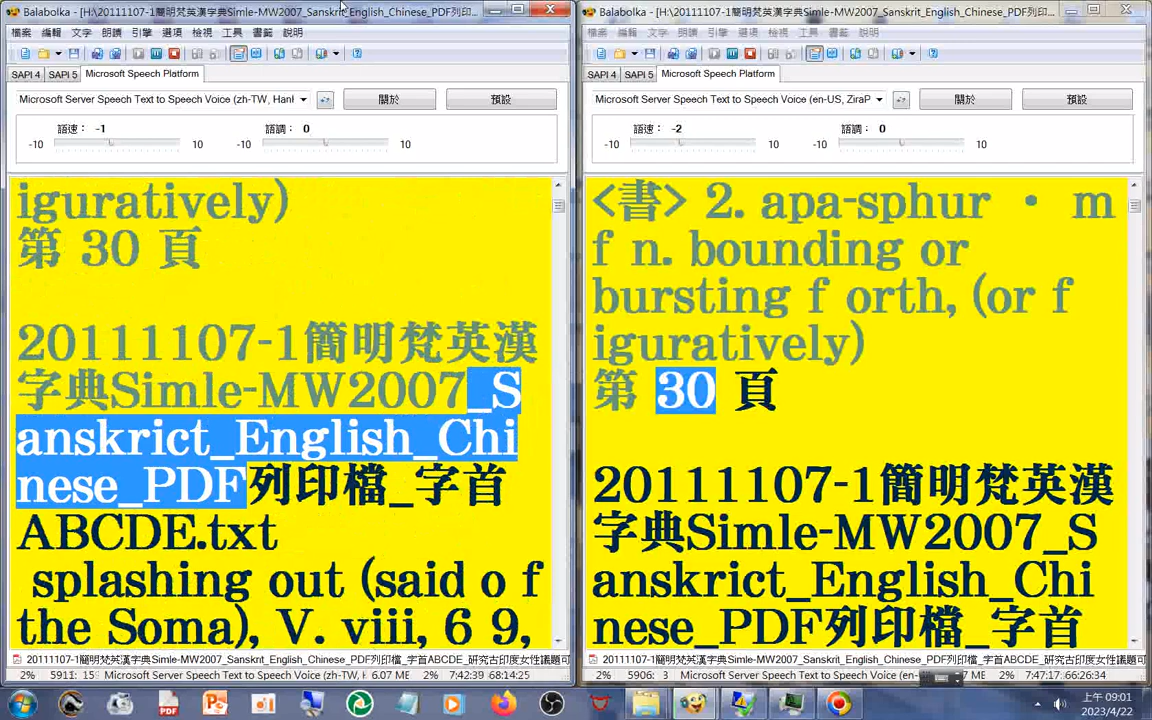 Balabolka - [H:\20111107-1簡明梵英漢字典Simle-MW2007_Sanskrit_English_Chinese_PDF列印...
檔案 編輯 文字 朗讀 引擎 選項 檢視 工具 書籤 說明
SAPI 4 SAPI 5 Microsoft Speech Platform
Microsoft Server Speech Text to Speech Voice (zh-TW, Hanl
關於 預設
語速： -1 語調： 0
-10 10 -10 10
iguratively)
第 30 頁
20111107-1簡明梵英漢
字典Simle-MW2007_S
anskrict_English_Chi
nese_PDF列印檔_字首
ABCDE.txt
splashing out (said o f
the Soma), V. viii, 6 9,
20111107-1簡明梵英漢字典Simle-MW2007_Sanskrit_English_Chinese_PDF列印檔_字首ABCDE_研究古印度女性議題可
2% 5911: 15 Microsoft Server Speech Text to Speech Voice (zh-TW, H 6.07 ME 2% 7:42:39 68:14:25
Balabolka - [H:\20111107-1簡明梵英漢字典Simle-MW2007_Sanskrit_English_Chinese_PDF列印...
檔案 編輯 文字 朗讀 引擎 選項 檢視 工具 書籤 說明
SAPI 4 SAPI 5 Microsoft Speech Platform
Microsoft Server Speech Text to Speech Voice (en-US, ZiraP
關於 預設
語速： -2 語調： 0
-10 10 -10 10
<書> 2. apa-sphur ‧ m
f n. bounding or
bursting f orth, (or f
iguratively)
第 30 頁
20111107-1簡明梵英漢
字典Simle-MW2007_S
anskrict_English_Chi
nese_PDF列印檔_字首
20111107-1簡明梵英漢字典Simle-MW2007_Sanskrit_English_Chinese_PDF列印檔_字首ABCDE_研究古印度女性議題可
2% 5906: 3 Microsoft Server Speech Text to Speech Voice (en- ME 2% 7:47:17 66:26:34
上午 09:01
2023/4/22